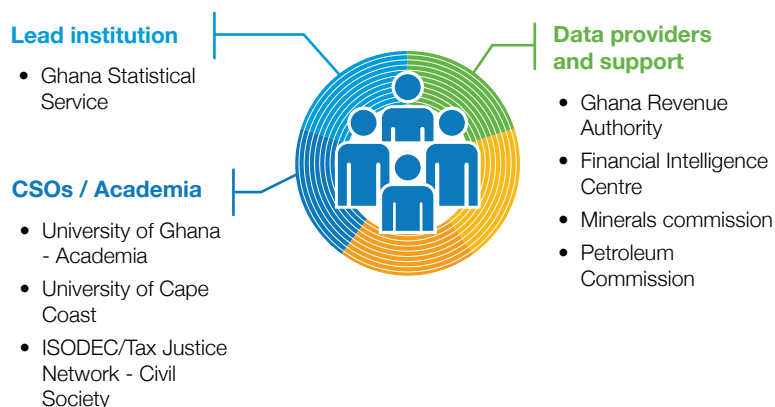 Lead institution
• Ghana Statistical
Service
CSOs / Academia
• University of Ghana
- Academia
• University of Cape
Coast
• ISODEC/Tax Justice
Network - Civil
Society
Data providers
and support
• Ghana Revenue
Authority
• Financial Intelligence
Centre
• Minerals commission
• Petroleum
Commission